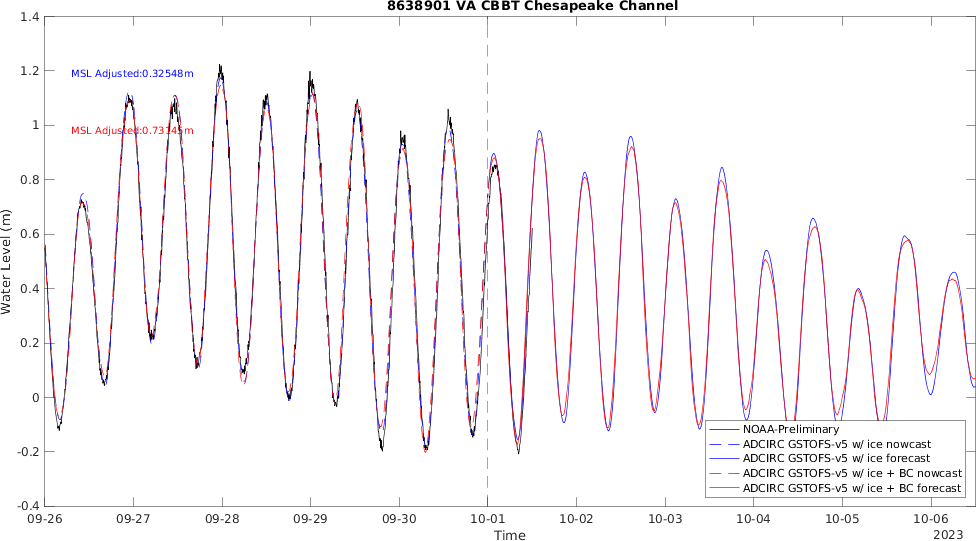 8638901 VA CBBT Chesapeake Channel
1.4
1.2
1
0.8
0.6
0.4
0.2
0
-0.2
-0.4
Water Level (m)
MSL Adjusted:0.32548m
MSL Adjusted:0.73145m
NOAA-Preliminary
ADCIRC GSTOFS-v5 w/ ice nowcast
ADCIRC GSTOFS-v5 w/ ice forecast
ADCIRC GSTOFS-v5 w/ ice + BC nowcast
ADCIRC GSTOFS-v5 w/ ice + BC forecast
09-26 09-27 09-28 09-29 09-30 10-01 10-02 10-03 10-04 10-05 10-06
Time
2023